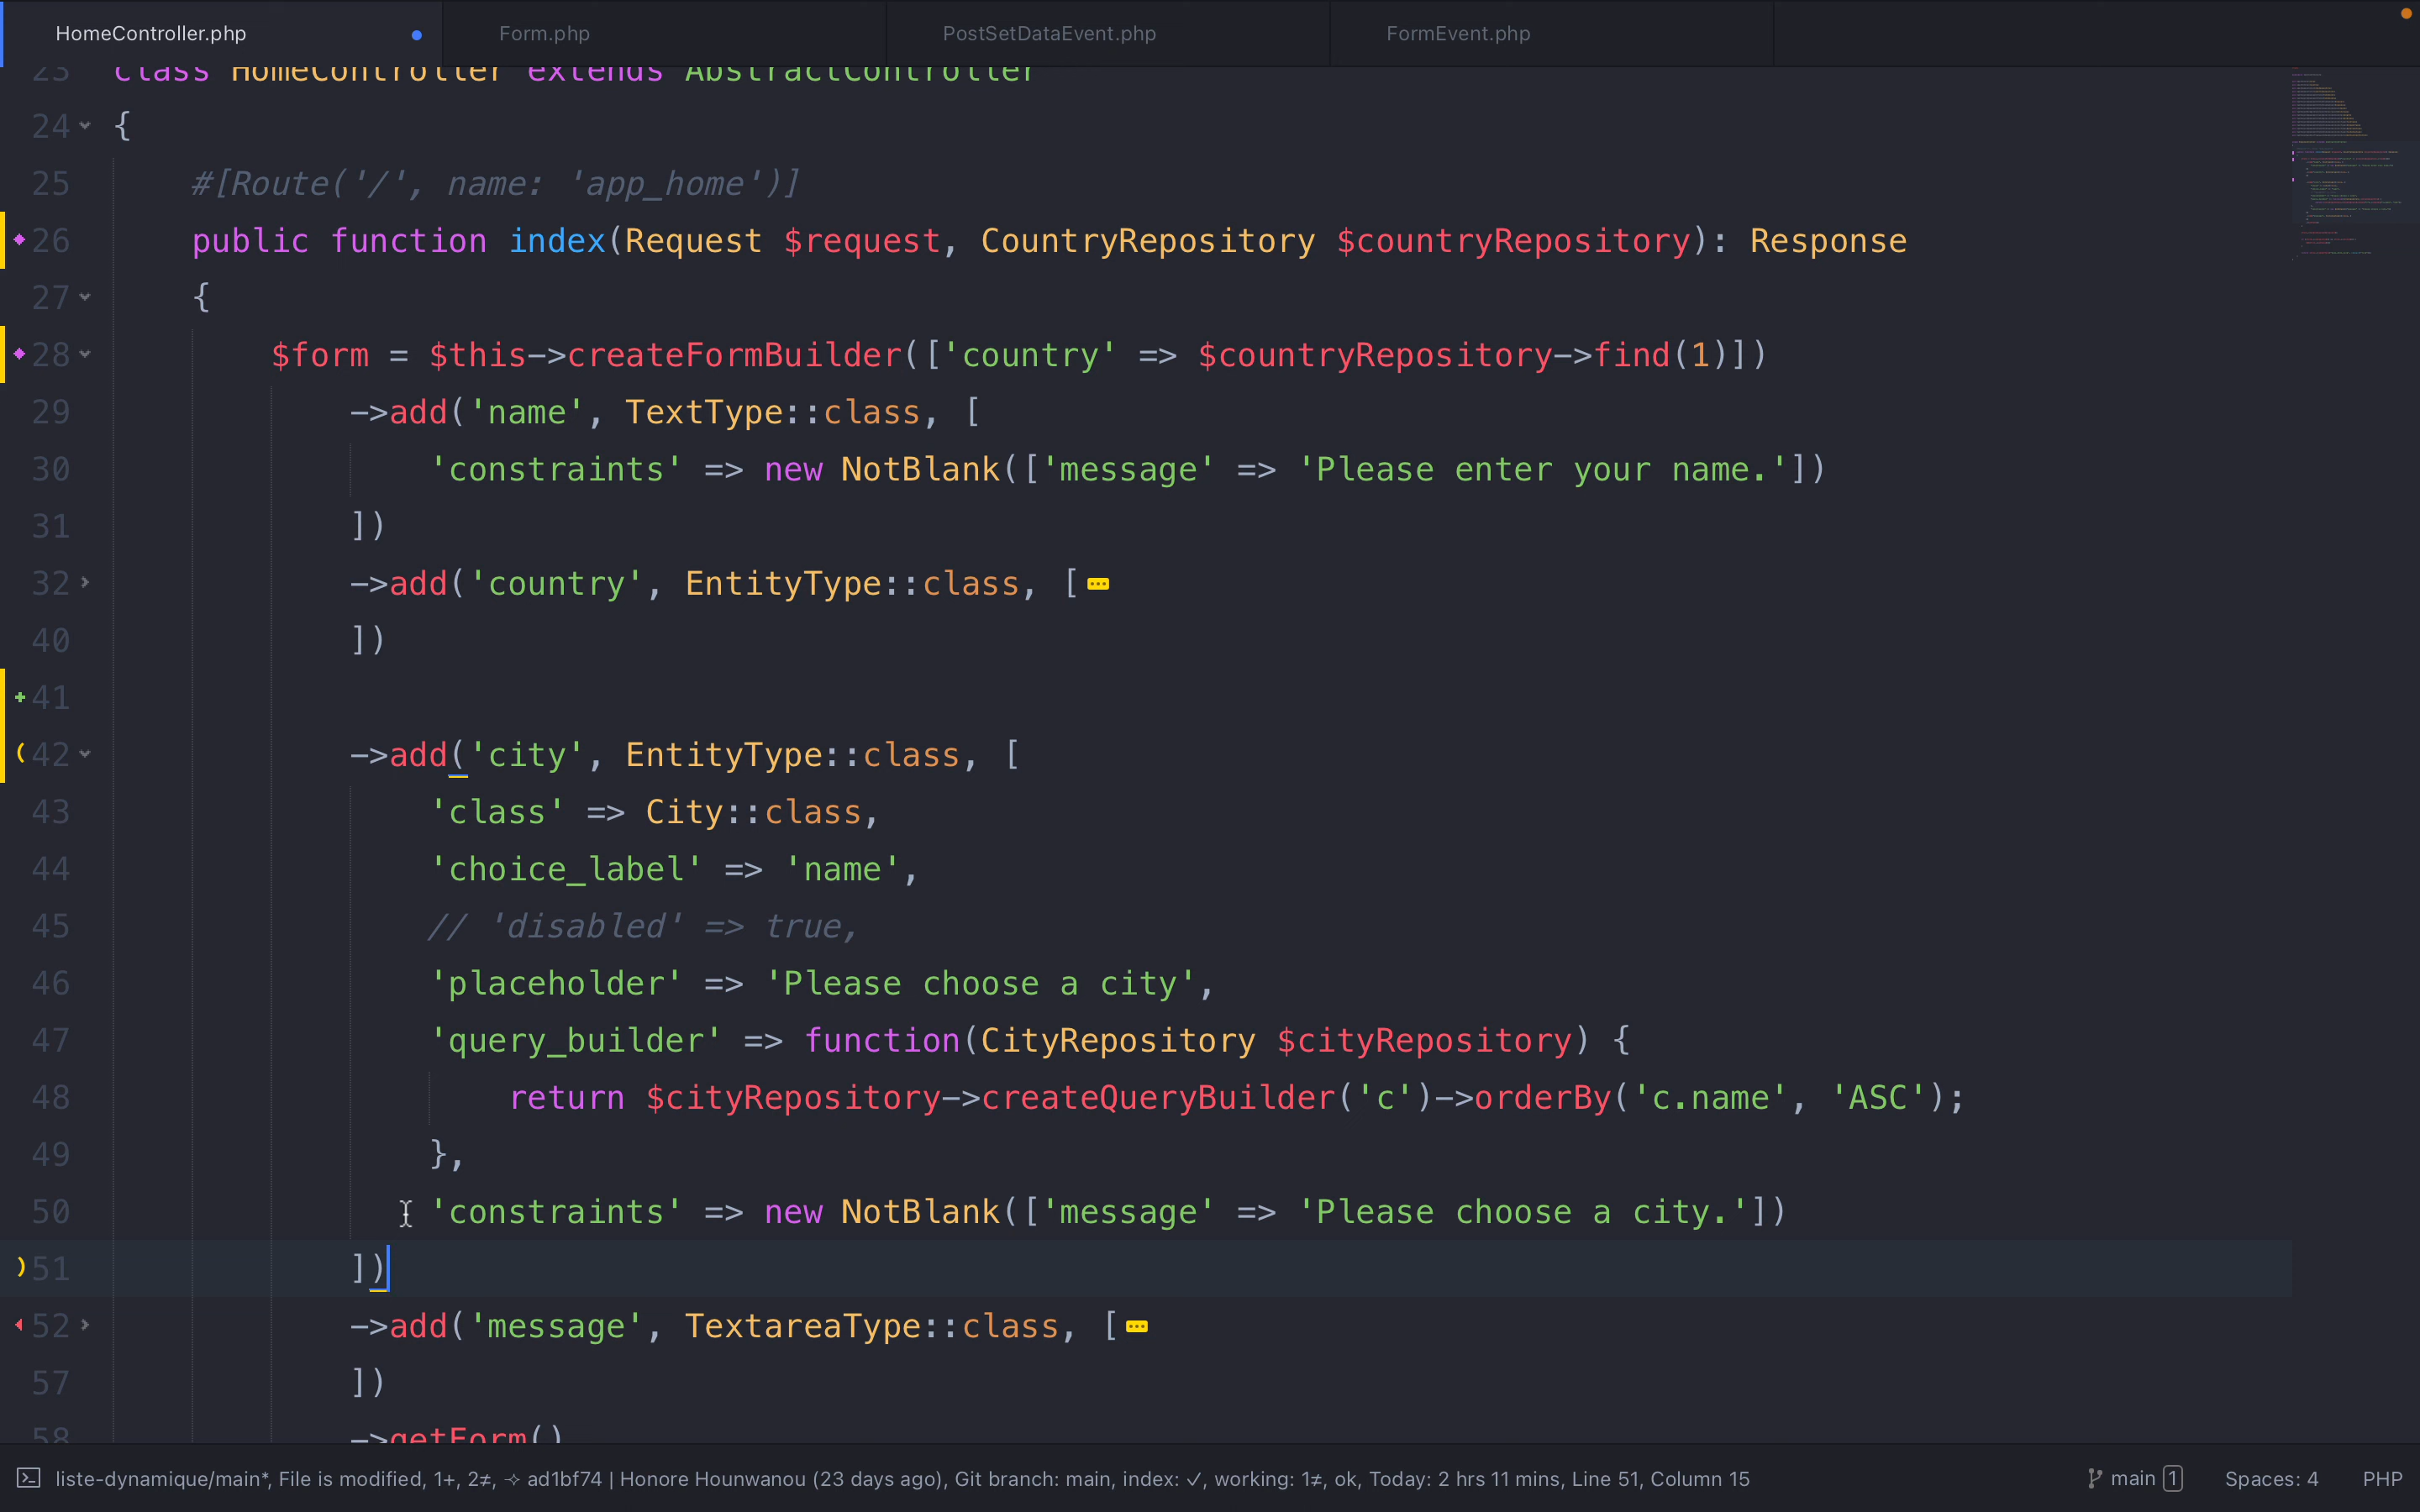 HomeController.php
Form.php
PostSetDataEvent.php
FormEvent.php
23 class HomeController extends AbstractController
24 {
25 #[Route('/', name: 'app_home')]
26 public function index(Request $request, CountryRepository $countryRepository): Response
27 {
28 $form = $this->createFormBuilder(['country' => $countryRepository->find(1)])
29 ->add('name', TextType::class, [
30 'constraints' => new NotBlank(['message' => 'Please enter your name.'])
31 ])
32 ->add('country', EntityType::class, [
40 ])
41
42 ->add('city', EntityType::class, [
43 'class' => City::class,
44 'choice_label' => 'name',
45 // 'disabled' => true,
46 'placeholder' => 'Please choose a city',
47 'query_builder' => function(CityRepository $cityRepository) {
48 return $cityRepository->createQueryBuilder('c')->orderBy('c.name', 'ASC');
49 },
50 'constraints' => new NotBlank(['message' => 'Please choose a city.'])
51 ])
52 ->add('message', TextareaType::class, [
57 ])
58 ->getForm()
liste-dynamique/main*, File is modified, 1+, 2≠, ⟢ ad1bf74 | Honore Hounwanou (23 days ago), Git branch: main, index: ✓, working: 1≠, ok, Today: 2 hrs 11 mins, Line 51, Column 15
main 1
Spaces: 4
PHP